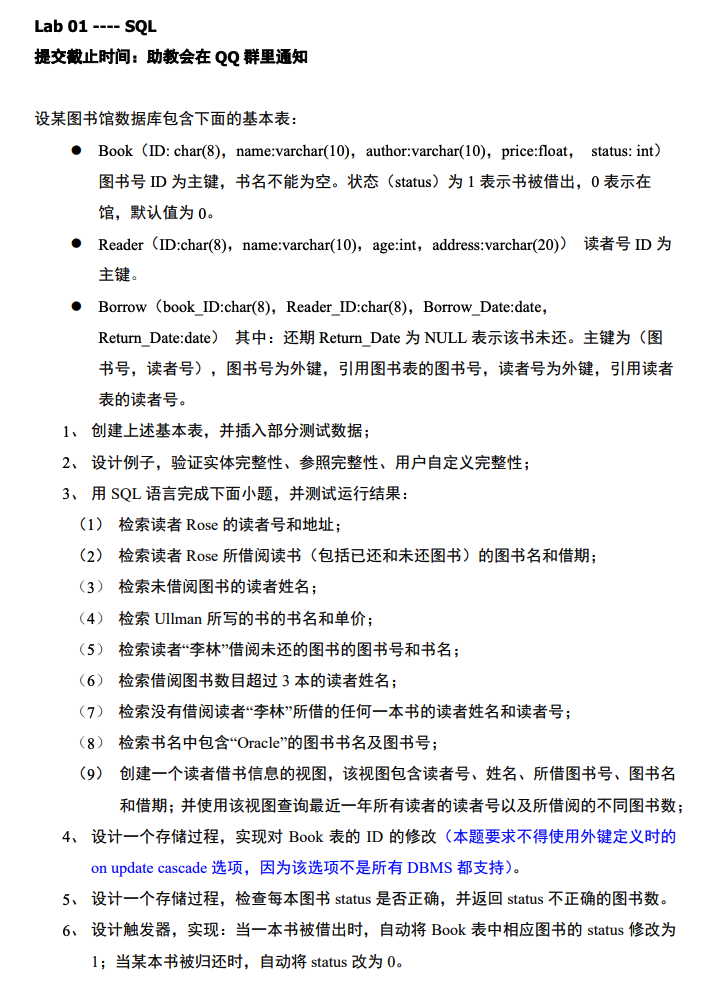 Lab 01 ---- SQL
提交截止时间：助教会在 QQ 群里通知
设某图书馆数据库包含下面的基本表：
● Book（ID: char(8)，name:varchar(10)，author:varchar(10)，price:float， status: int）
图书号 ID 为主键，书名不能为空。状态（status）为 1 表示书被借出，0 表示在
馆，默认值为 0。
● Reader（ID:char(8)，name:varchar(10)，age:int，address:varchar(20)） 读者号 ID 为
主键。
● Borrow（book_ID:char(8)，Reader_ID:char(8)，Borrow_Date:date，
Return_Date:date） 其中：还期 Return_Date 为 NULL 表示该书未还。主键为（图
书号，读者号），图书号为外键，引用图书表的图书号，读者号为外键，引用读者
表的读者号。
1、 创建上述基本表，并插入部分测试数据；
2、 设计例子，验证实体完整性、参照完整性、用户自定义完整性；
3、 用 SQL 语言完成下面小题，并测试运行结果：
（1） 检索读者 Rose 的读者号和地址；
（2） 检索读者 Rose 所借阅读书（包括已还和未还图书）的图书名和借期；
（3） 检索未借阅图书的读者姓名；
（4） 检索 Ullman 所写的书的书名和单价；
（5） 检索读者“李林”借阅未还的图书的图书号和书名；
（6） 检索借阅图书数目超过 3 本的读者姓名；
（7） 检索没有借阅读者“李林”所借的任何一本书的读者姓名和读者号；
（8） 检索书名中包含“Oracle”的图书书名及图书号；
（9） 创建一个读者借书信息的视图，该视图包含读者号、姓名、所借图书号、图书名
和借期；并使用该视图查询最近一年所有读者的读者号以及所借阅的不同图书数；
4、 设计一个存储过程，实现对 Book 表的 ID 的修改（本题要求不得使用外键定义时的
on update cascade 选项，因为该选项不是所有 DBMS 都支持）。
5、 设计一个存储过程，检查每本图书 status 是否正确，并返回 status 不正确的图书数。
6、 设计触发器，实现：当一本书被借出时，自动将 Book 表中相应图书的 status 修改为
1；当某本书被归还时，自动将 status 改为 0。